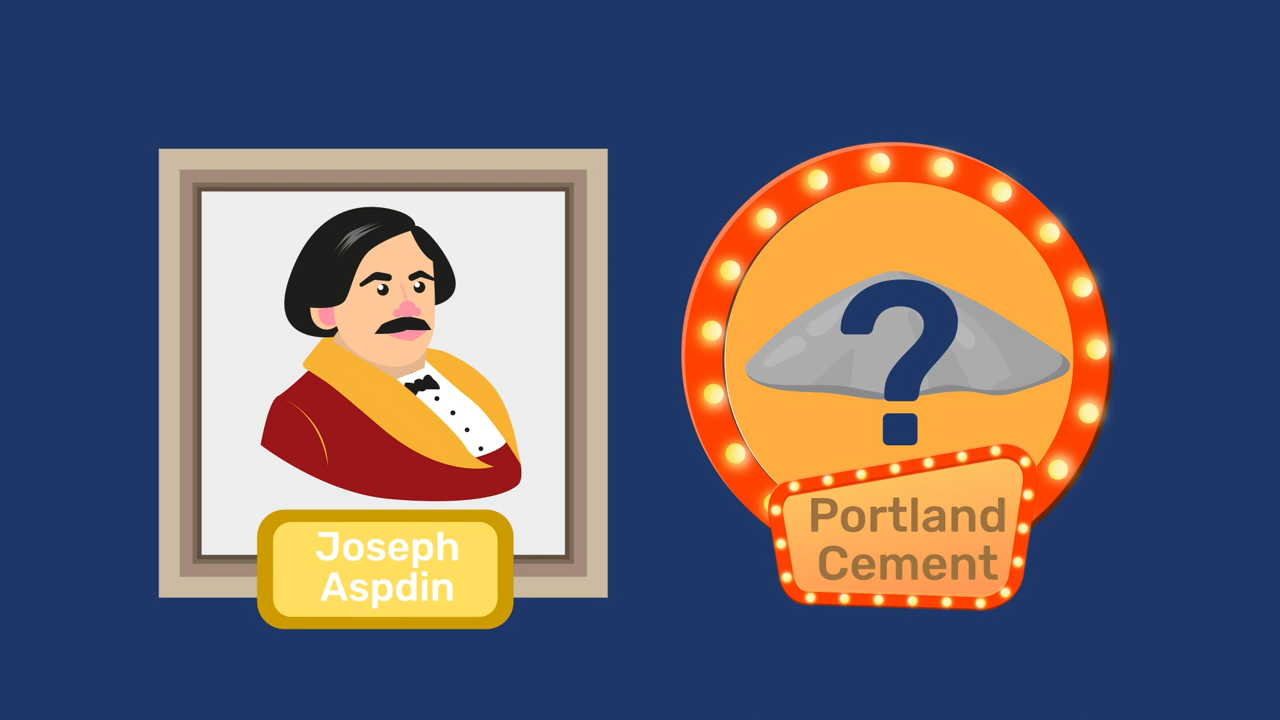 Joseph
Aspdin
?
Portland
Cement